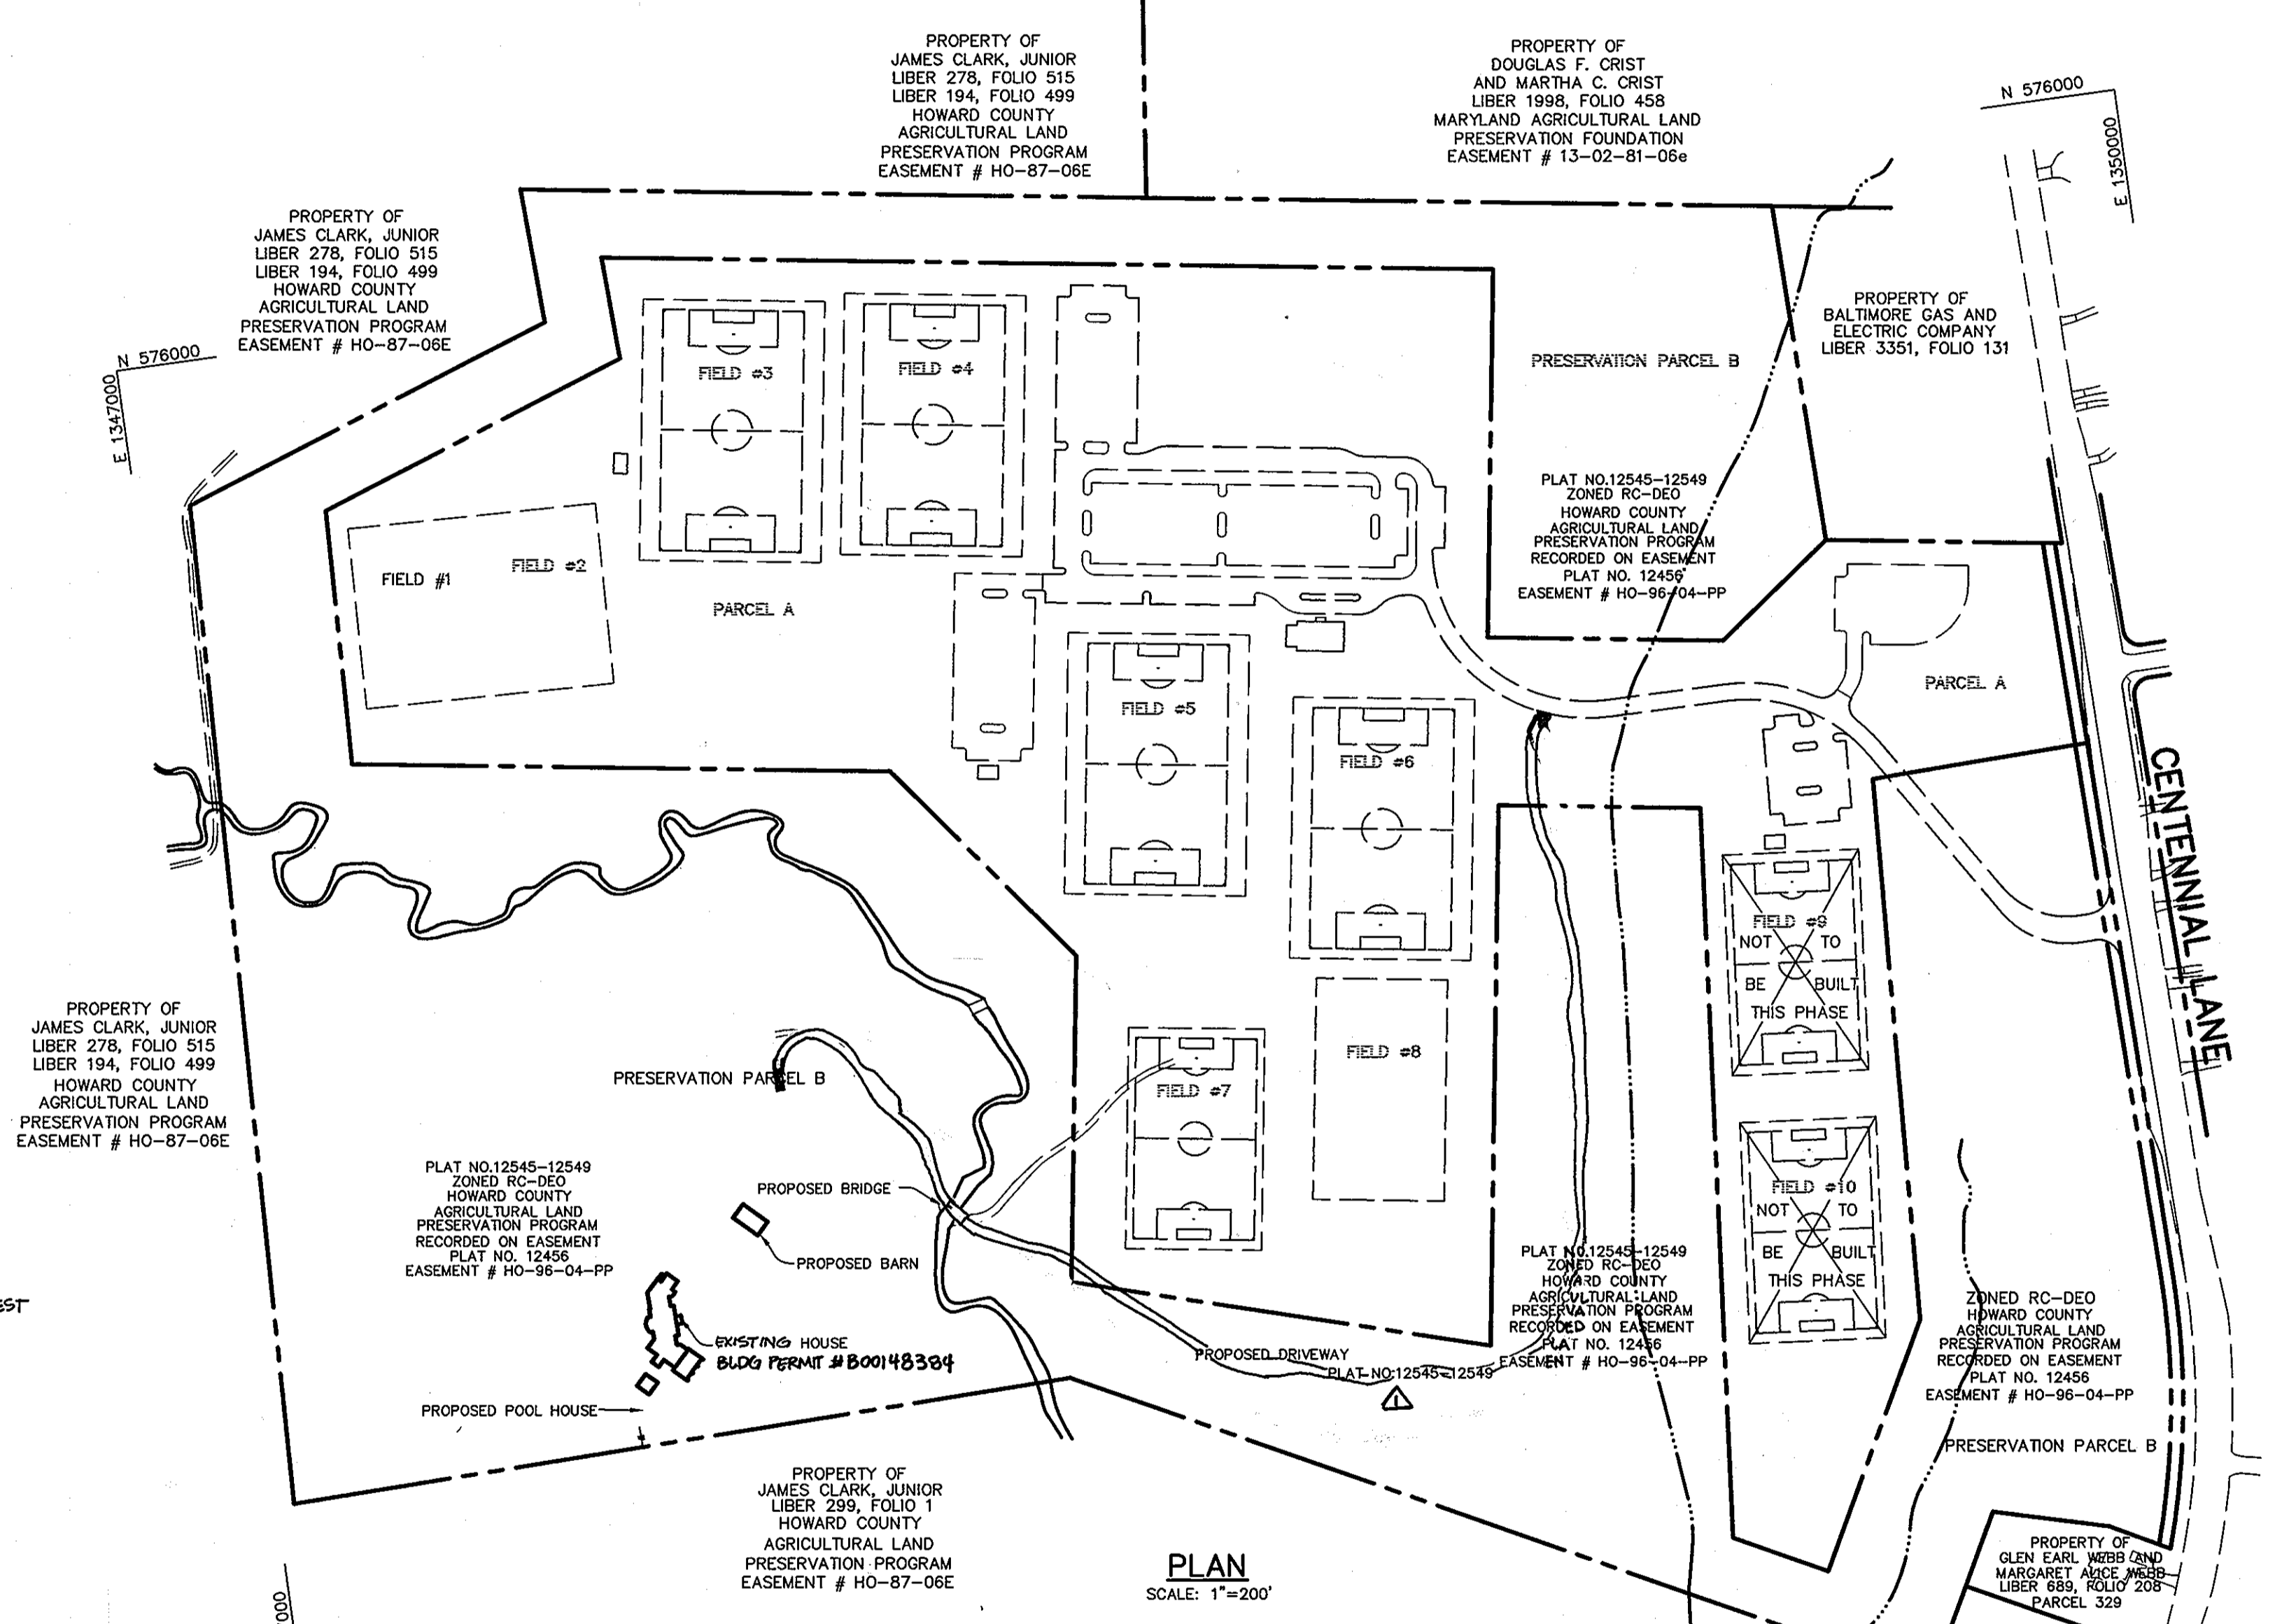 PROPERTY OF
JAMES CLARK, JUNIOR
LIBER 278, FOLIO 515
LIBER 194, FOLIO 499
HOWARD COUNTY
AGRICULTURAL LAND
PRESERVATION PROGRAM
EASEMENT # HO-87-06E
PROPERTY OF
DOUGLAS F. CRIST
AND MARTHA C. CRIST
LIBER 1998, FOLIO 458
MARYLAND AGRICULTURAL LAND
PRESERVATION FOUNDATION
EASEMENT # 13-02-81-06e
N 576000
E 1350000
PROPERTY OF
JAMES CLARK, JUNIOR
LIBER 278, FOLIO 515
LIBER 194, FOLIO 499
HOWARD COUNTY
AGRICULTURAL LAND
PRESERVATION PROGRAM
EASEMENT # HO-87-06E
N 576000
E 1347000
PROPERTY OF
BALTIMORE GAS AND
ELECTRIC COMPANY
LIBER 3351, FOLIO 131
PRESERVATION PARCEL B
FIELD #3
FIELD #4
PLAT NO.12545-12549
ZONED RC-DEO
HOWARD COUNTY
AGRICULTURAL LAND
PRESERVATION PROGRAM
RECORDED ON EASEMENT
PLAT NO. 12456
EASEMENT # HO-96-04-PP
FIELD #1
FIELD #2
PARCEL A
PARCEL A
FIELD #5
FIELD #6
CENTENNIAL LANE
FIELD #9
NOT TO
BE BUILT
THIS PHASE
PROPERTY OF
JAMES CLARK, JUNIOR
LIBER 278, FOLIO 515
LIBER 194, FOLIO 499
HOWARD COUNTY
AGRICULTURAL LAND
PRESERVATION PROGRAM
EASEMENT # HO-87-06E
PRESERVATION PARCEL B
FIELD #7
FIELD #8
PLAT NO.12545-12549
ZONED RC-DEO
HOWARD COUNTY
AGRICULTURAL LAND
PRESERVATION PROGRAM
RECORDED ON EASEMENT
PLAT NO. 12456
EASEMENT # HO-96-04-PP
PROPOSED BRIDGE
PROPOSED BARN
FIELD #10
NOT TO
BE BUILT
THIS PHASE
PLAT NO.12545-12549
ZONED RC-DEO
HOWARD COUNTY
AGRICULTURAL LAND
PRESERVATION PROGRAM
RECORDED ON EASEMENT
PLAT NO. 12456
EASEMENT # HO-96-04-PP
ZONED RC-DEO
HOWARD COUNTY
AGRICULTURAL LAND
PRESERVATION PROGRAM
RECORDED ON EASEMENT
PLAT NO. 12456
EASEMENT # HO-96-04-PP
PRESERVATION PARCEL B
EXISTING HOUSE
BLDG PERMIT # B00148384
PROPOSED DRIVEWAY
PLAT NO.12545-12549
1
PROPOSED POOL HOUSE
PROPERTY OF
JAMES CLARK, JUNIOR
LIBER 299, FOLIO 1
HOWARD COUNTY
AGRICULTURAL LAND
PRESERVATION PROGRAM
EASEMENT # HO-87-06E
PLAN
SCALE: 1"=200'
PROPERTY OF
GLEN EARL WEBB AND
MARGARET ALICE WEBB
LIBER 689, FOLIO 208
PARCEL 329